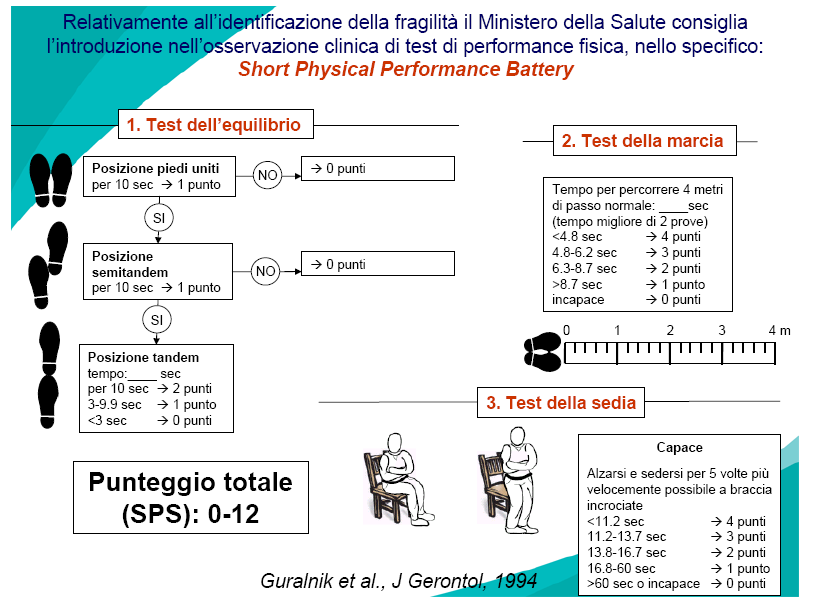 Relativamente all'identificazione della fragilità il Ministero della Salute consiglia
l'introduzione nell'osservazione clinica di test di performance fisica, nello specifico:
Short Physical Performance Battery
1. Test dell'equilibrio
Posizione piedi uniti
per 10 sec → 1 punto
NO
→ 0 punti
SI
Posizione
semitandem
per 10 sec → 1 punto
NO
→ 0 punti
SI
Posizione tandem
tempo:____ sec
per 10 sec → 2 punti
3-9.9 sec → 1 punto
<3 sec → 0 punti
2. Test della marcia
Tempo per percorrere 4 metri
di passo normale: ____sec
(tempo migliore di 2 prove)
<4.8 sec → 4 punti
4.8-6.2 sec → 3 punti
6.3-8.7 sec → 2 punti
>8.7 sec → 1 punto
incapace → 0 punti
0 1 2 3 4 m
3. Test della sedia
Capace
Alzarsi e sedersi per 5 volte più
velocemente possibile a braccia
incrociate
<11.2 sec → 4 punti
11.2-13.7 sec → 3 punti
13.8-16.7 sec → 2 punti
16.8-60 sec → 1 punto
>60 sec o incapace → 0 punti
Punteggio totale
(SPS): 0-12
Guralnik et al., J Gerontol, 1994